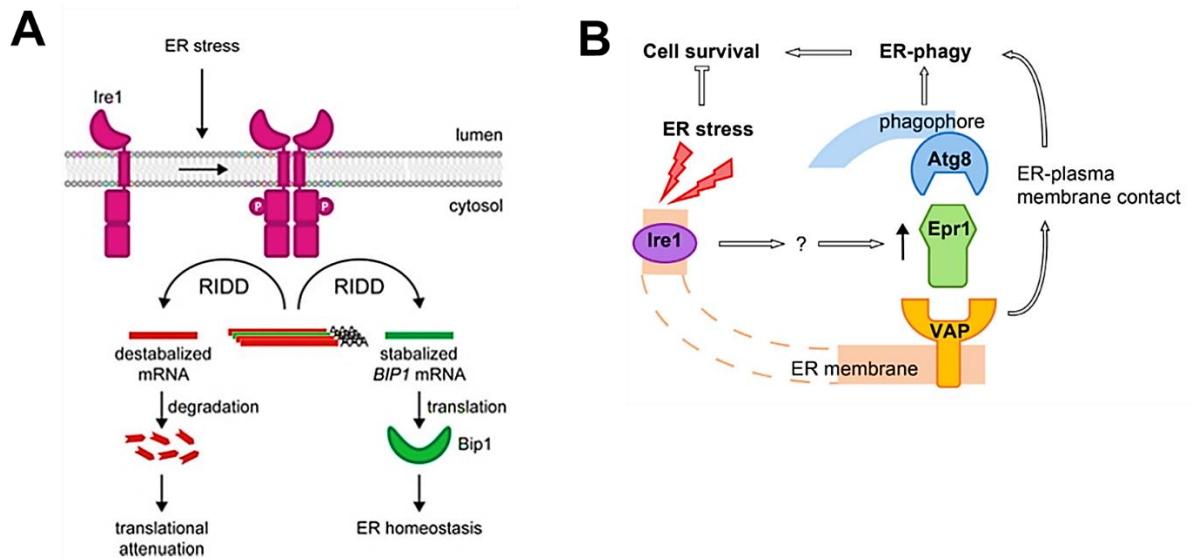 A
ER stress
Ire1
lumen
cytosol
P
P
RIDD
RIDD
AAA
destabalized
mRNA
stabalized
BIP1 mRNA
degradation
translation
Bip1
translational
attenuation
ER homeostasis
B
Cell survival
ER-phagy
ER stress
phagophore
Atg8
ER-plasma
membrane contact
Ire1
?
Epr1
VAP
ER membrane